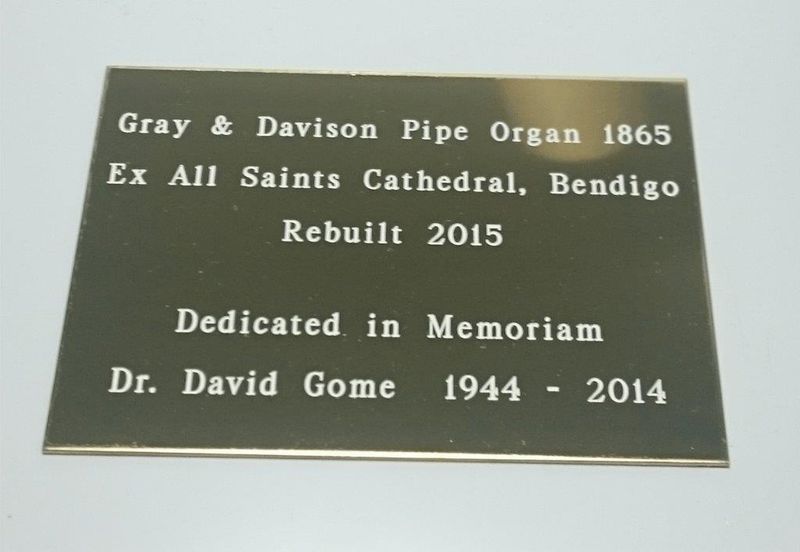 Gray & Davison Pipe Organ 1865
Ex All Saints Cathedral, Bendigo
Rebuilt 2015
Dedicated in Memoriam
Dr. David Gome 1944 - 2014